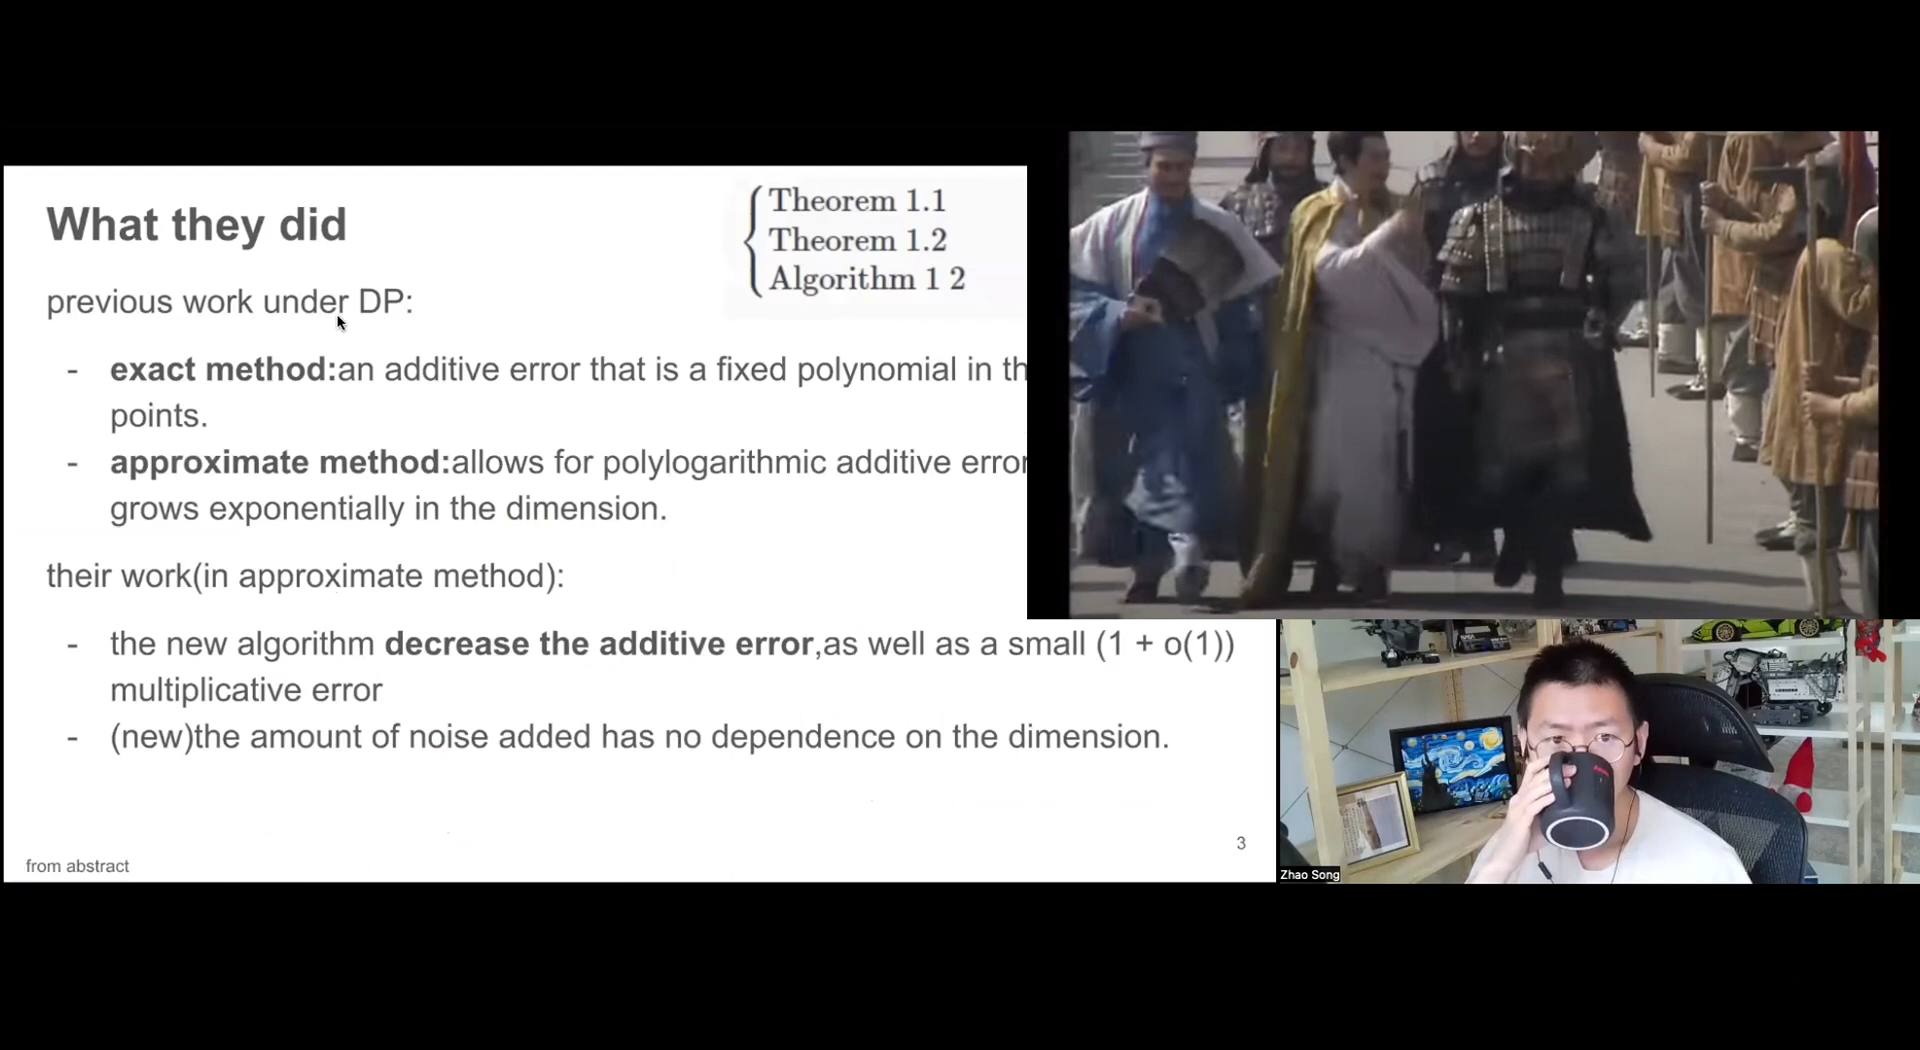 What they did
Theorem 1.1
Theorem 1.2
Algorithm 1 2
previous work under DP:
- exact method:an additive error that is a fixed polynomial in th
points.
- approximate method:allows for polylogarithmic additive error
grows exponentially in the dimension.
their work(in approximate method):
- the new algorithm decrease the additive error,as well as a small (1 + o(1))
multiplicative error
- (new)the amount of noise added has no dependence on the dimension.
3
from abstract
Zhao Song